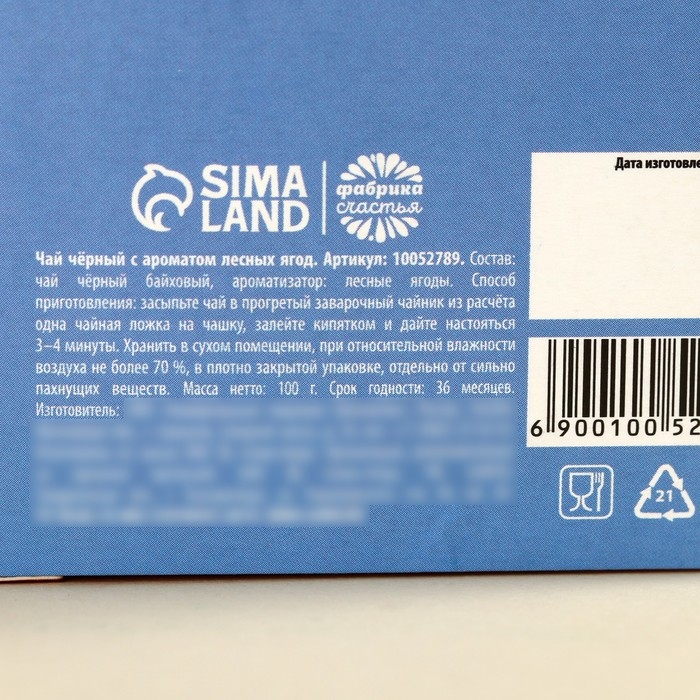 SIMA
LAND
фабрика
счастья
Чай чёрный с ароматом лесных ягод. Артикул: 10052789. Состав:
чай чёрный байховый, ароматизатор: лесные ягоды. Способ
приготовления: засыпьте чай в прогретый заварочный чайник из расчёта
одна чайная ложка на чашку, залейте кипятком и дайте настояться
3–4 минуты. Хранить в сухом помещении, при относительной влажности
воздуха не более 70 %, в плотно закрытой упаковке, отдельно от сильно
пахнущих веществ. Масса нетто: 100 г. Срок годности: 36 месяцев.
Изготовитель:
Дата изготовле
6 900100 52
21